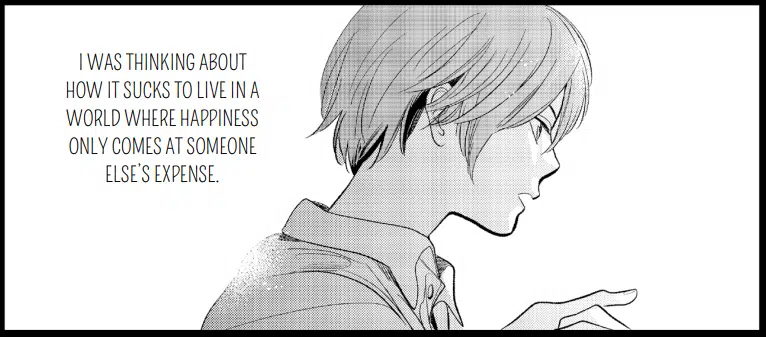 I WAS THINKING ABOUT
HOW IT SUCKS TO LIVE IN A
WORLD WHERE HAPPINESS
ONLY COMES AT SOMEONE
ELSE'S EXPENSE.